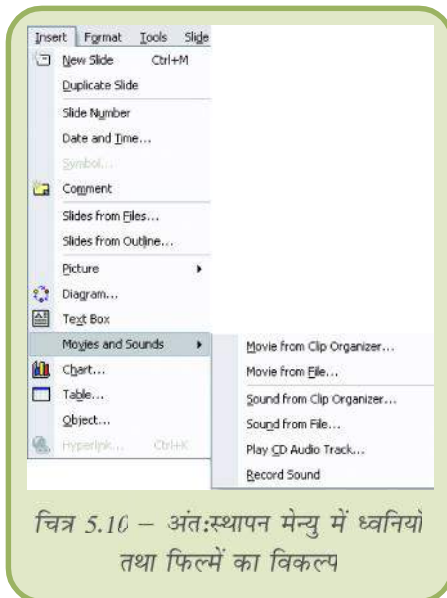 Insert Format Tools Slide
New Slide Ctrl+M
Duplicate Slide
Slide Number
Date and Time...
Symbol...
Comment
Slides from Files...
Slides from Outline...
Picture
Diagram...
Text Box
Movies and Sounds
Movie from Clip Organizer...
Chart...
Movie from File...
Table...
Sound from Clip Organizer...
Object...
Sound from File...
Hyperlink... Ctrl+K
Play CD Audio Track...
Record Sound
चित्र 5.10 – अंत:स्थापन मेन्यु में ध्वनियों
तथा फिल्में का विकल्प